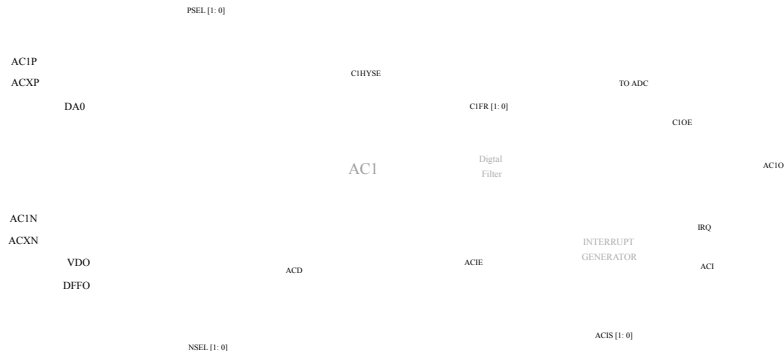 PSEL [1: 0]
AC1P
ACXP
DA0
C1HYSE
TO ADC
C1FR [1: 0]
C1OE
AC1
Digtal
Filter
AC1O
AC1N
ACXN
VDO
DFFO
ACD
ACIE
INTERRUPT
GENERATOR
IRQ
ACI
ACIS [1: 0]
NSEL [1: 0]